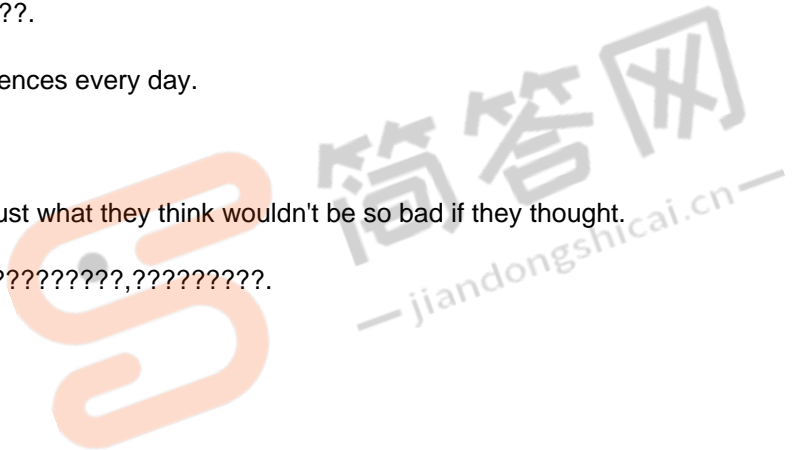 ??.
ences every day.
ust what they think wouldn't be so bad if they thought.
?????????,?????????.
简答网
jiandongshicai.cn